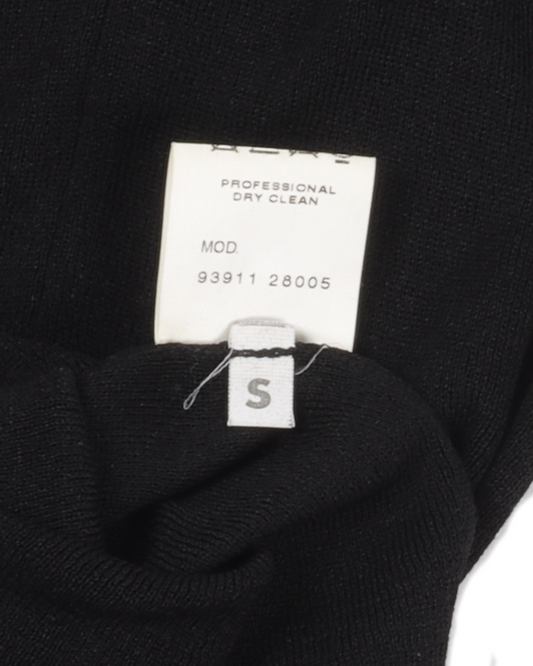 PROFESSIONAL
DRY CLEAN
MOD.
93911 28005
S